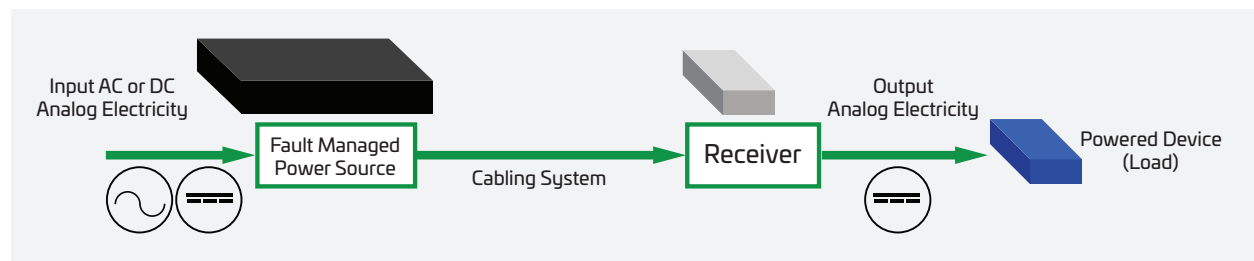 Input AC or DC
Analog Electricity
Fault Managed
Power Source
Cabling System
Receiver
Output
Analog Electricity
Powered Device
(Load)